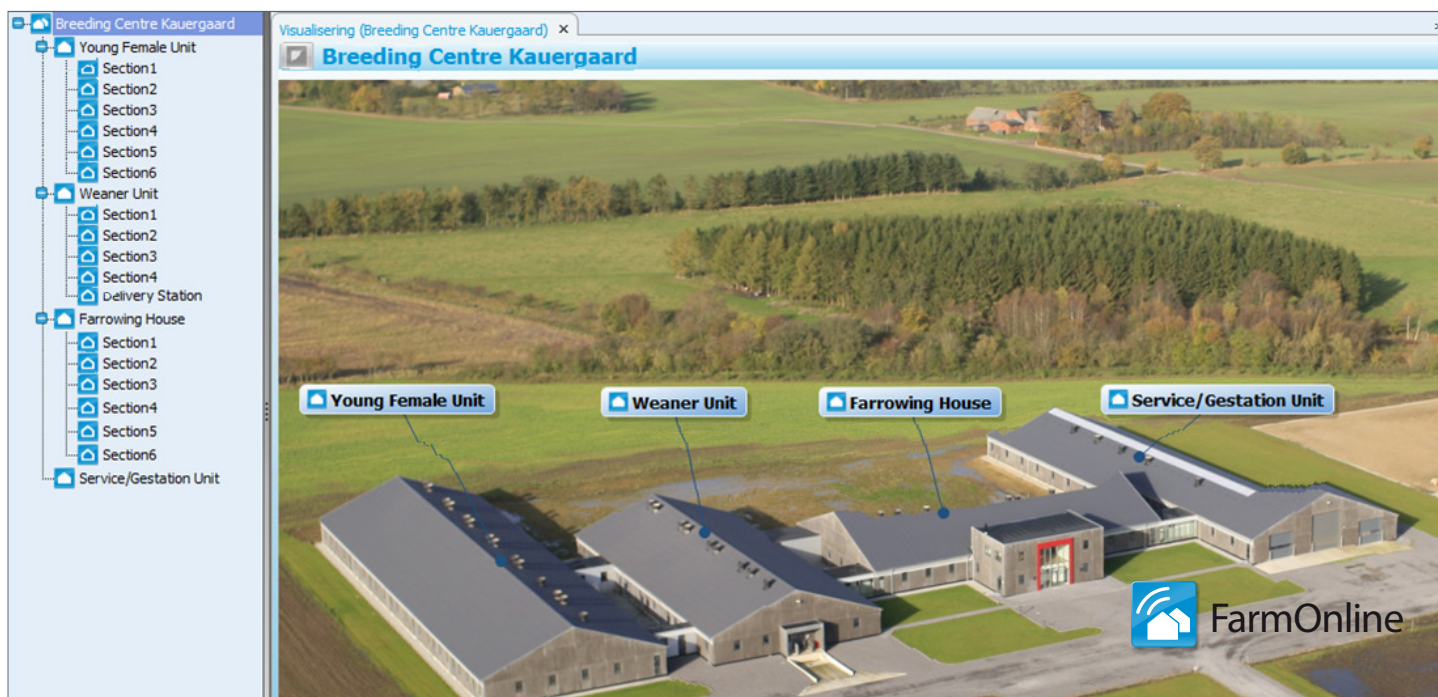 Breeding Centre Kauergaard
Young Female Unit
Section1
Section2
Section3
Section4
Section5
Section6
Weaner Unit
Section1
Section2
Section3
Section4
Delivery Station
Farrowing House
Section1
Section2
Section3
Section4
Section5
Section6
Service/Gestation Unit
Visualisering (Breeding Centre Kauergaard)
Breeding Centre Kauergaard
Young Female Unit
Weaner Unit
Farrowing House
Service/Gestation Unit
FarmOnline